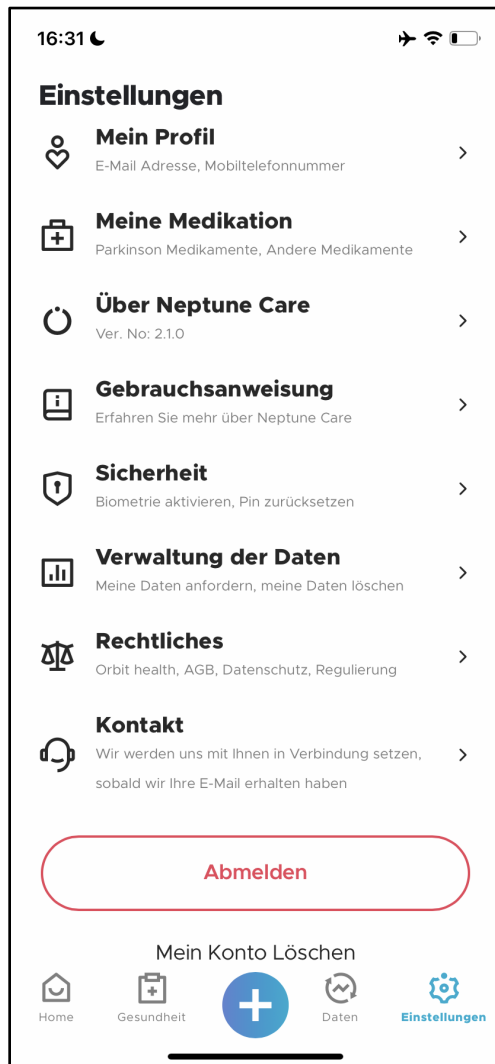 16:31
Einstellungen
Mein Profil
E-Mail Adresse, Mobiltelefonnummer
Meine Medikation
Parkinson Medikamente, Andere Medikamente
Über Neptune Care
Ver. No: 2.1.0
Gebrauchsanweisung
Erfahren Sie mehr über Neptune Care
Sicherheit
Biometrie aktivieren, Pin zurücksetzen
Verwaltung der Daten
Meine Daten anfordern, meine Daten löschen
Rechtliches
Orbit health, AGB, Datenschutz, Regulierung
Kontakt
Wir werden uns mit Ihnen in Verbindung setzen,
sobald wir Ihre E-Mail erhalten haben
Abmelden
Mein Konto Löschen
Home Gesundheit Daten Einstellungen